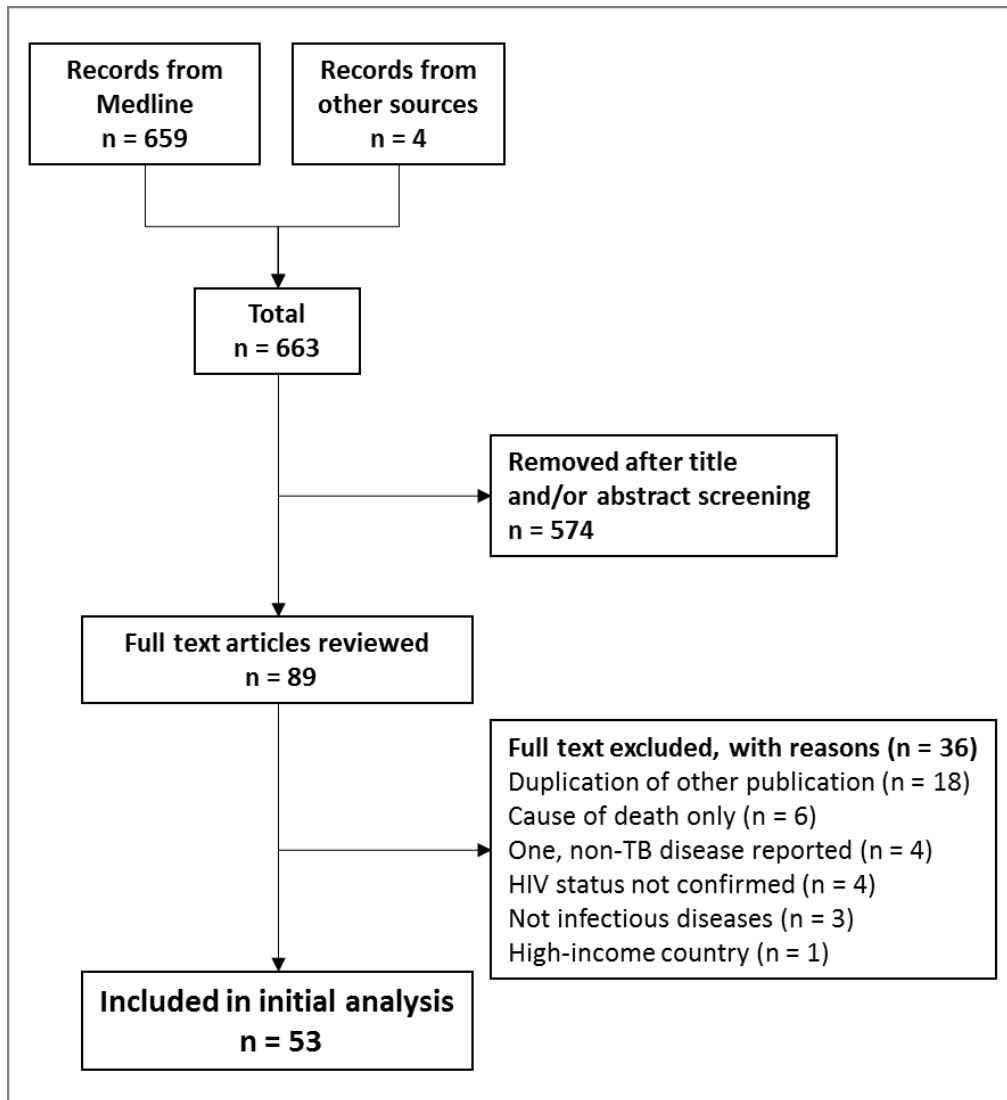 Records from
Medline
n = 659
Records from
other sources
n = 4
Total
n = 663
Removed after title
and/or abstract screening
n = 574
Full text articles reviewed
n = 89
Full text excluded, with reasons (n = 36)
Duplication of other publication (n = 18)
Cause of death only (n = 6)
One, non-TB disease reported (n = 4)
HIV status not confirmed (n = 4)
Not infectious diseases (n = 3)
High-income country (n = 1)
Included in initial analysis
n = 53